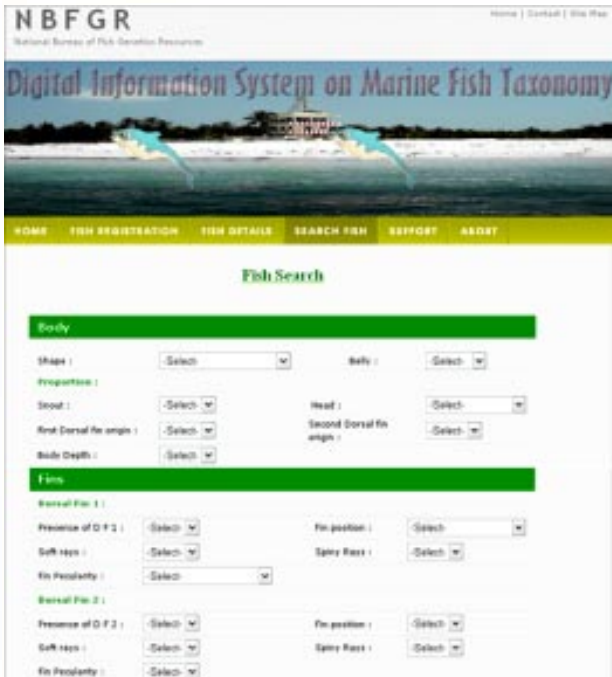 NBFGR
Home | Contact | Site Map
National Bureau of Fish Genetics Resources
Digital Information System on Marine Fish Taxonomy
HOME FISH REGISTRATION FISH DETAILS SEARCH FISH SUPPORT ABOUT
Fish Search
Body
Shape : -Select- Belly : -Select-
Proportion :
Snout : -Select- Head : -Select-
First Dorsal fin origin : -Select- Second Dorsal fin origin : -Select-
Body Depth : -Select-
Fins
Dorsal Fin 1 :
Presence of D F 1 : -Select- Fin position : -Select-
Soft rays : -Select- Spiny Rays : -Select-
Fin Pecularity : -Select-
Dorsal Fin 2 :
Presence of D F 2 : -Select- Fin position : -Select-
Soft rays : -Select- Spiny Rays : -Select-
Fin Pecularity : -Select-